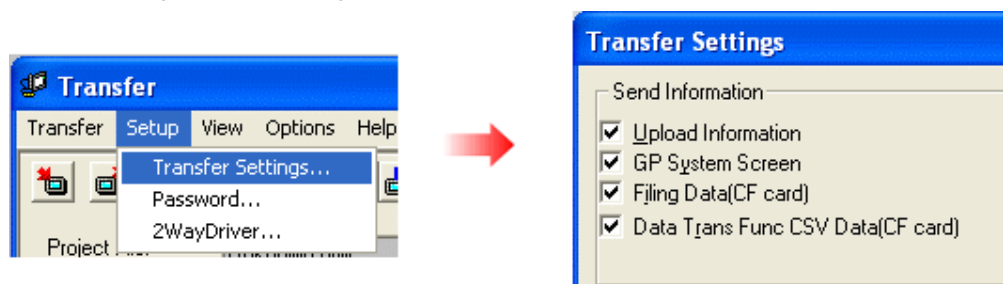 Transfer
Transfer Setup View Options Help
Transfer Settings...
Password...
2WayDriver...
Project
Transfer Settings
Send Information
Upload Information
GP System Screen
Filing Data(CF card)
Data Trans Func CSV Data(CF card)